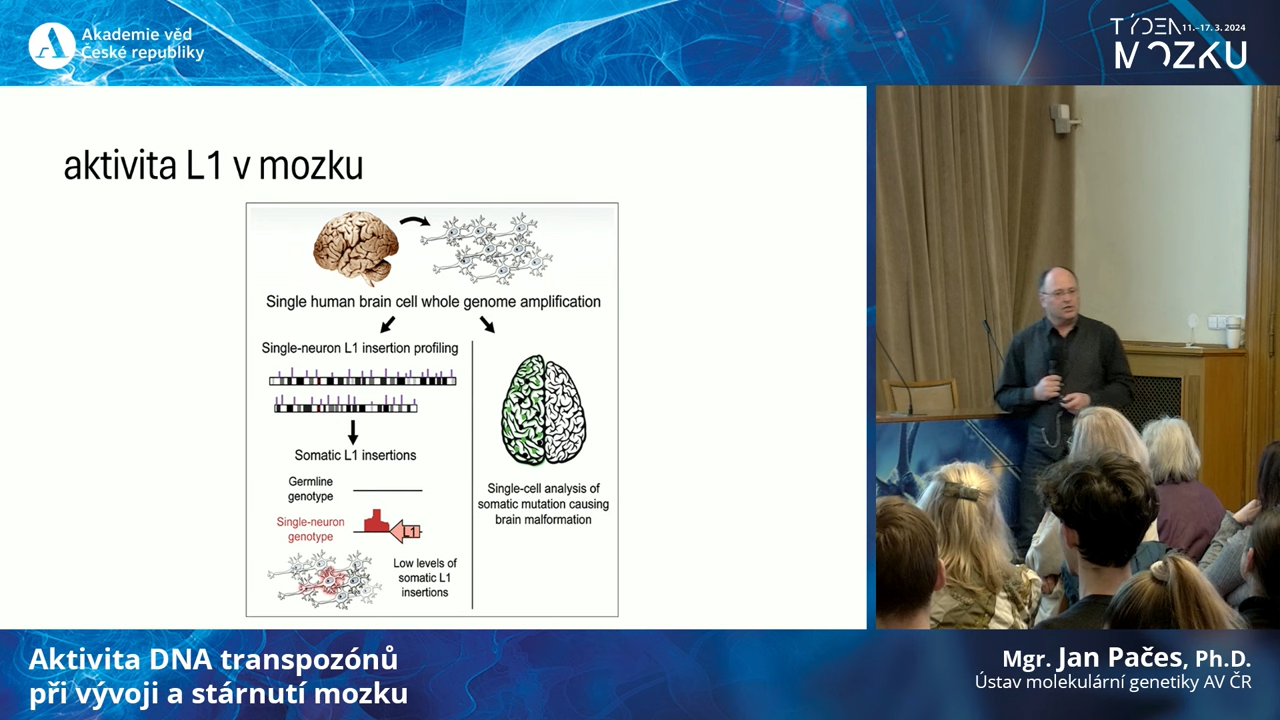 Akademie věd
České republiky
TÝDEN 11.–17. 3. 2024
MOZKU
aktivita L1 v mozku
Single human brain cell whole genome amplification
Single-neuron L1 insertion profiling
Somatic L1 insertions
Germline
genotype
Single-neuron
genotype
L1
Low levels of
somatic L1
insertions
Single-cell analysis of
somatic mutation causing
brain malformation
Aktivita DNA transpozónů
při vývoji a stárnutí mozku
Mgr. Jan Pačes, Ph.D.
Ústav molekulární genetiky AV ČR